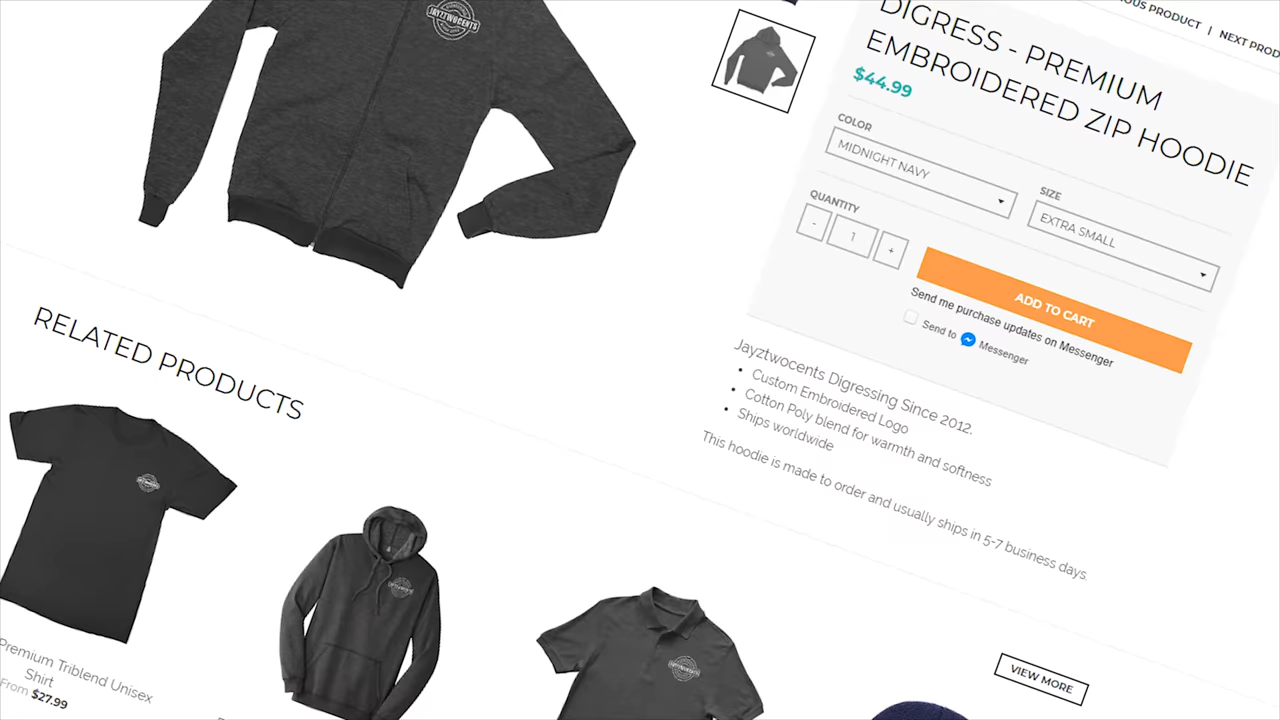 JAYZTWOCENTS
NEXT PROD
PRODUCT |
DIGRESS - PREMIUM
EMBROIDERED ZIP HOODIE
$44.99
COLOR
MIDNIGHT NAVY
SIZE
EXTRA SMALL
QUANTITY
- 1 +
ADD TO CART
Send me purchase updates on Messenger
Send to Messenger
Jayztwocents Digressing Since 2012.
• Custom Embroidered Logo
• Cotton Poly blend for warmth and softness
• Ships worldwide
This hoodie is made to order and usually ships in 5-7 business days.
RELATED PRODUCTS
Premium Triblend Unisex
Shirt
From $27.99
VIEW MORE